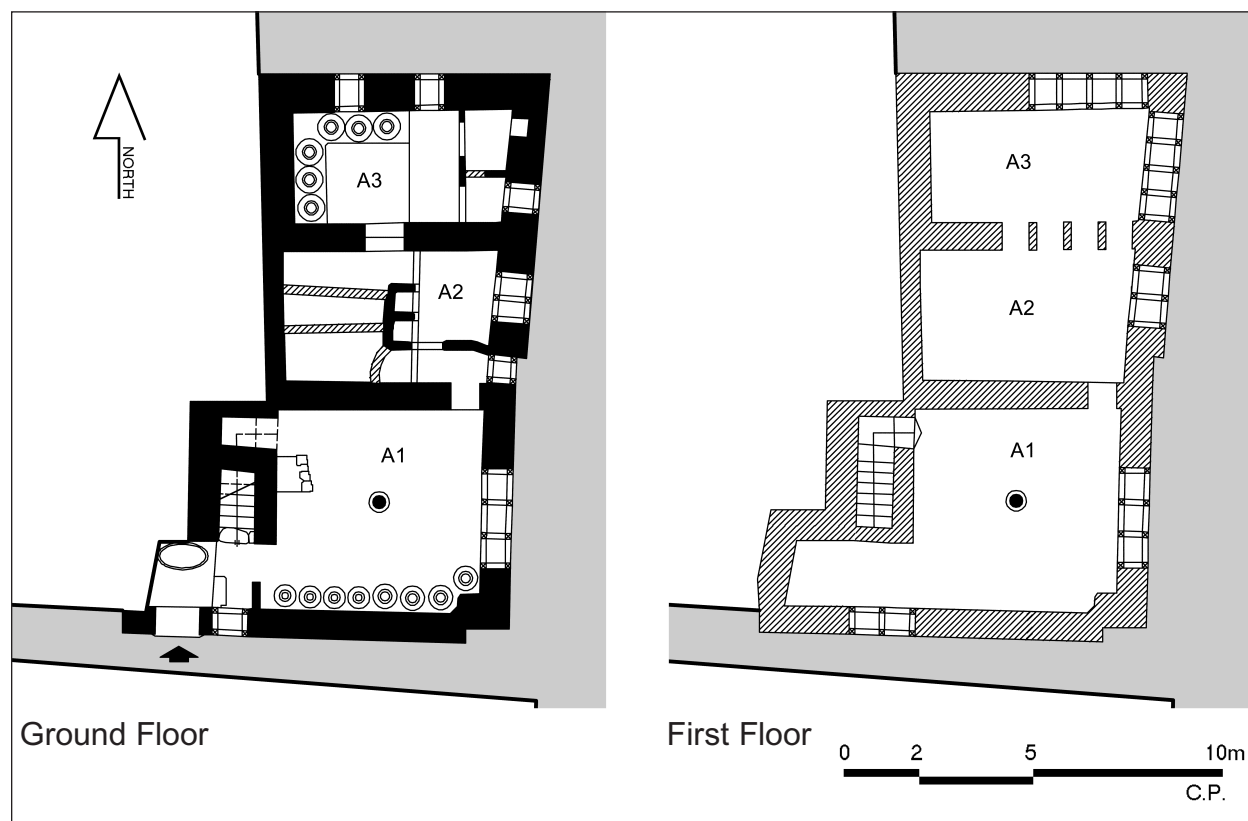 NORTH
A3
A2
A1
Ground Floor
A3
A2
A1
First Floor
0 2 5 10m
C.P.